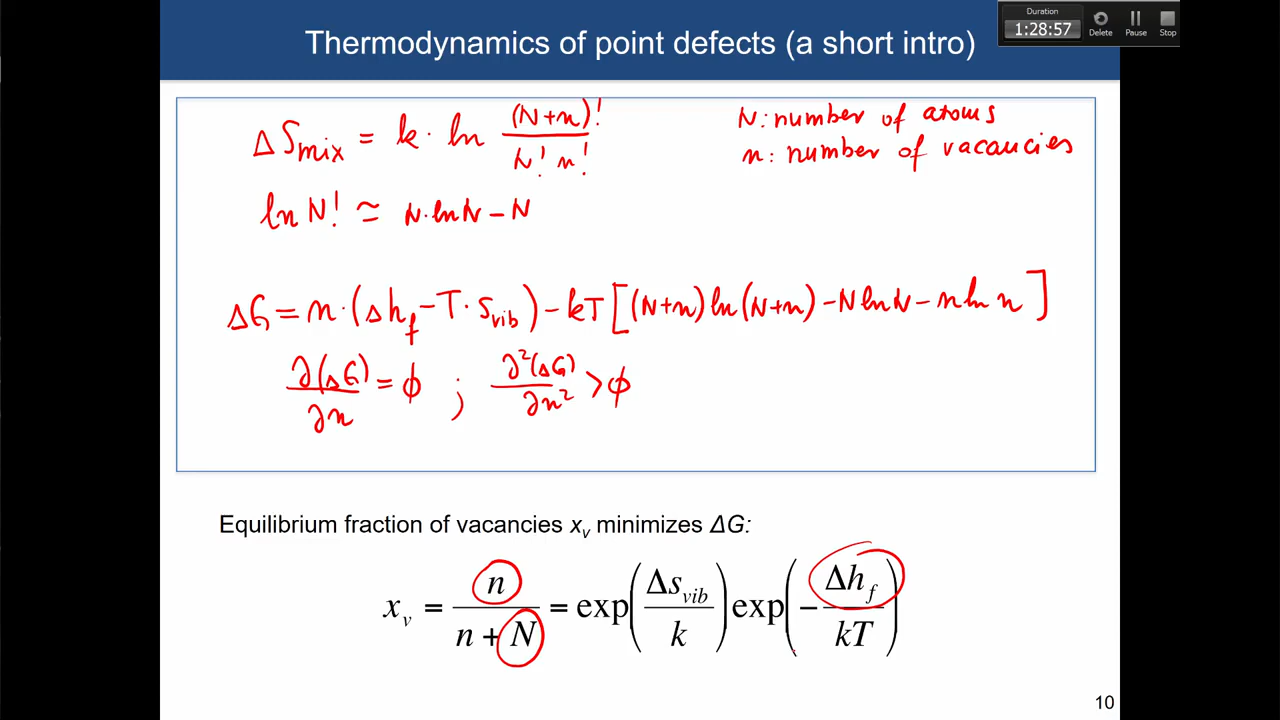 Duration
1:28:57 Delete Pause Stop
Thermodynamics of point defects (a short intro)
ΔS_mix = k · ln (N+n)! / N! n!
N: number of atoms
n: number of vacancies
ln N! ≃ N·lnN – N
ΔG = n·(Δh_f – T·s_vib) – kT[(N+n)ln(N+n) – NlnN – n ln n]
∂(ΔG)/∂n = ϕ ; ∂²(ΔG)/∂n² > ϕ
Equilibrium fraction of vacancies x_v minimizes ΔG:
x_v = n / (n + N) = exp(Δs_vib / k) exp(− Δh_f / kT)
10